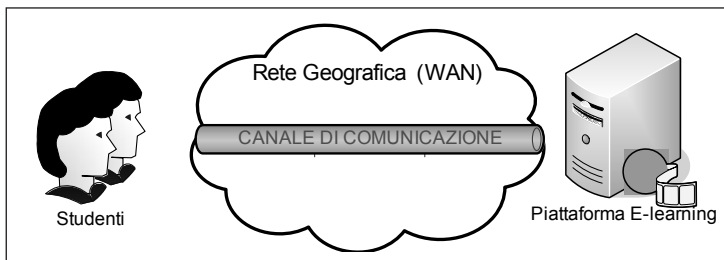 Rete Geografica (WAN)
CANALE DI COMUNICAZIONE
Studenti
Piattaforma E-learning